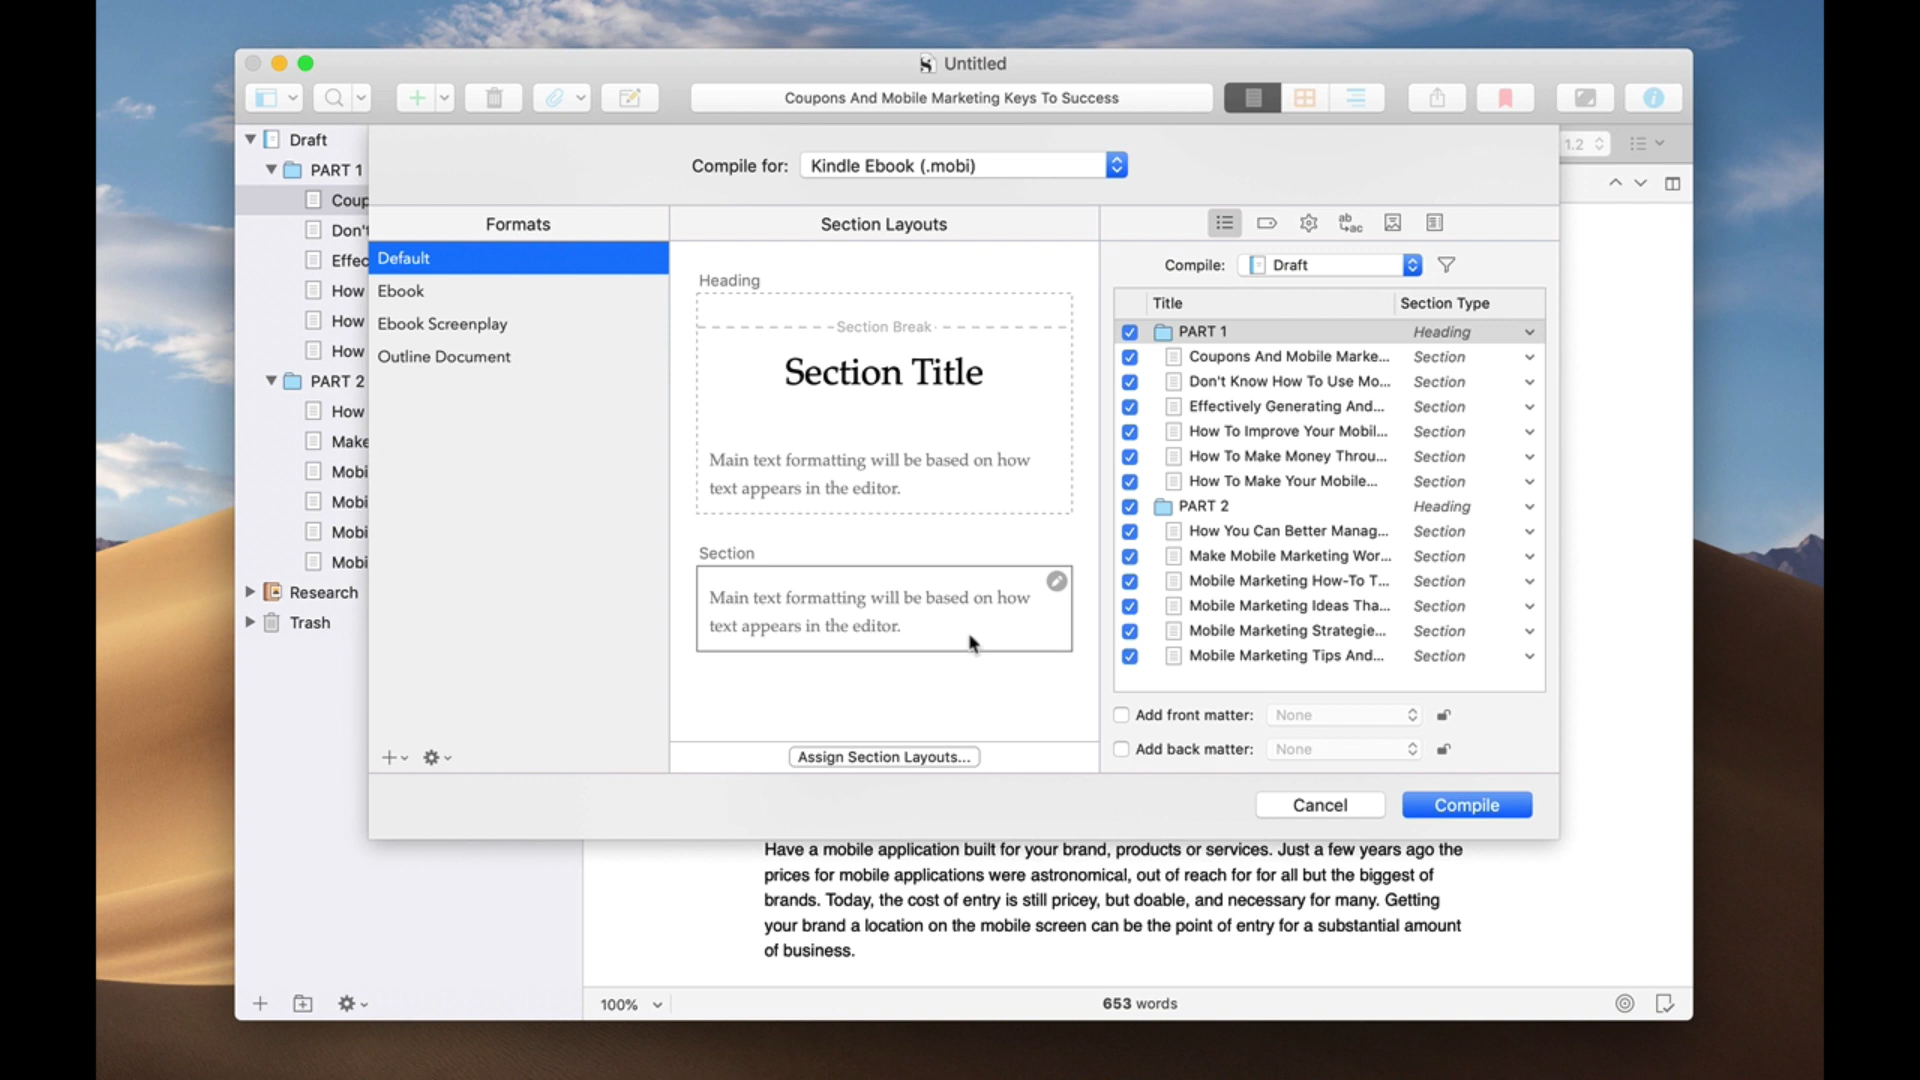 Untitled
Coupons And Mobile Marketing Keys To Success
Draft
PART 1
Coup
Don't
Effec
How
How
How
PART 2
How
Make
Mobi
Mobi
Mobi
Mobi
Research
Trash
Compile for: Kindle Ebook (.mobi)
1.2
Formats
Default
Ebook
Ebook Screenplay
Outline Document
Section Layouts
Heading
Section Break
Section Title
Main text formatting will be based on how
text appears in the editor.
Section
Main text formatting will be based on how
text appears in the editor.
Assign Section Layouts...
ab
ac
Compile: Draft
Title Section Type
PART 1 Heading
Coupons And Mobile Marke... Section
Don't Know How To Use Mo... Section
Effectively Generating And... Section
How To Improve Your Mobil... Section
How To Make Money Throu... Section
How To Make Your Mobile... Section
PART 2 Heading
How You Can Better Manag... Section
Make Mobile Marketing Wor... Section
Mobile Marketing How-To T... Section
Mobile Marketing Ideas Tha... Section
Mobile Marketing Strategie... Section
Mobile Marketing Tips And... Section
Add front matter: None
Add back matter: None
Cancel
Compile
Have a mobile application built for your brand, products or services. Just a few years ago the
prices for mobile applications were astronomical, out of reach for for all but the biggest of
brands. Today, the cost of entry is still pricey, but doable, and necessary for many. Getting
your brand a location on the mobile screen can be the point of entry for a substantial amount
of business.
100%
653 words